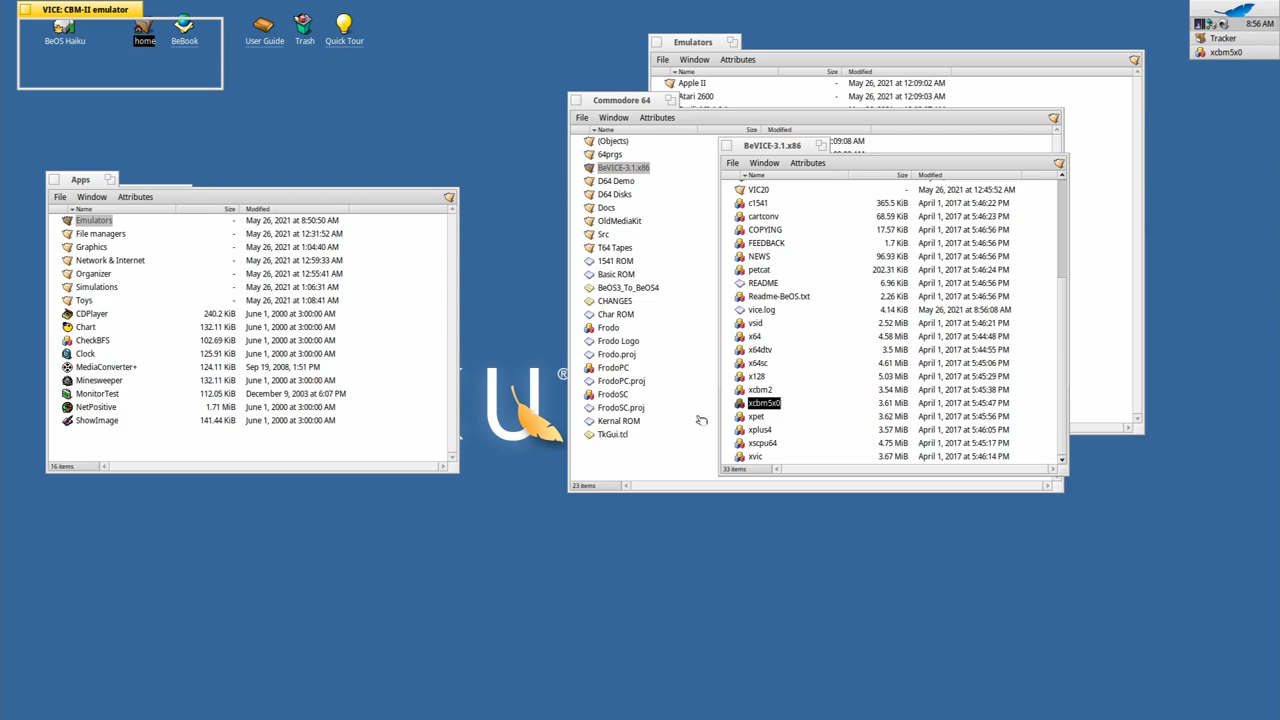 VICE: CBM-II emulator
BeOS Haiku
home
BeBook
User Guide
Trash
Quick Tour
8:56 AM
Tracker
xcbm5x0
Emulators
File Window Attributes
Name Size Modified
Apple II - May 26, 2021 at 12:09:02 AM
Atari 2600 - May 26, 2021 at 12:09:03 AM
Commodore 64
File Window Attributes
Name Size Modified
(Objects)
64prgs
BeVICE-3.1.x86
D64 Demo
D64 Disks
Docs
OldMediaKit
Src
T64 Tapes
1541 ROM
Basic ROM
BeOS3_To_BeOS4
CHANGES
Char ROM
Frodo
Frodo Logo
Frodo.proj
FrodoPC
FrodoPC.proj
FrodoSC
FrodoSC.proj
Kernal ROM
TkGui.tcl
23 items
:09:08 AM
BeVICE-3.1.x86
File Window Attributes
Name Size Modified
VIC20 - May 26, 2021 at 12:45:52 AM
c1541 365.5 KiB April 1, 2017 at 5:46:22 PM
cartconv 68.59 KiB April 1, 2017 at 5:46:23 PM
COPYING 17.57 KiB April 1, 2017 at 5:46:56 PM
FEEDBACK 1.7 KiB April 1, 2017 at 5:46:56 PM
NEWS 96.93 KiB April 1, 2017 at 5:46:56 PM
petcat 202.31 KiB April 1, 2017 at 5:46:24 PM
README 6.96 KiB April 1, 2017 at 5:46:56 PM
Readme-BeOS.txt 2.26 KiB April 1, 2017 at 5:46:56 PM
vice.log 4.14 KiB May 26, 2021 at 8:56:08 AM
vsid 2.52 MiB April 1, 2017 at 5:46:21 PM
x64 4.58 MiB April 1, 2017 at 5:44:48 PM
x64dtv 3.5 MiB April 1, 2017 at 5:44:55 PM
x64sc 4.58 MiB April 1, 2017 at 5:45:06 PM
x128 5.03 MiB April 1, 2017 at 5:45:29 PM
xcbm2 3.54 MiB April 1, 2017 at 5:45:38 PM
xcbm5x0 3.61 MiB April 1, 2017 at 5:45:47 PM
xpet 3.62 MiB April 1, 2017 at 5:45:56 PM
xplus4 3.57 MiB April 1, 2017 at 5:46:05 PM
xscpu64 4.75 MiB April 1, 2017 at 5:45:17 PM
xvic 3.67 MiB April 1, 2017 at 5:46:14 PM
33 items
Apps
File Window Attributes
Name Size Modified
Emulators - May 26, 2021 at 8:50:50 AM
File managers - May 26, 2021 at 12:31:52 AM
Graphics - May 26, 2021 at 1:04:40 AM
Network & Internet - May 26, 2021 at 12:59:33 AM
Organizer - May 26, 2021 at 12:55:41 AM
Simulations - May 26, 2021 at 1:06:31 AM
Toys - May 26, 2021 at 1:08:41 AM
CDPlayer 240.2 KiB June 1, 2000 at 3:00:00 AM
Chart 132.11 KiB June 1, 2000 at 3:00:00 AM
CheckBFS 102.69 KiB June 1, 2000 at 3:00:00 AM
Clock 125.91 KiB June 1, 2000 at 3:00:00 AM
MediaConverter+ 124.11 KiB Sep 19, 2008, 1:51 PM
Minesweeper 132.11 KiB June 1, 2000 at 3:00:00 AM
MonitorTest 112.05 KiB December 9, 2003 at 6:07 PM
NetPositive 1.71 MiB June 1, 2000 at 3:00:00 AM
ShowImage 141.44 KiB June 1, 2000 at 3:00:00 AM
16 items
U®